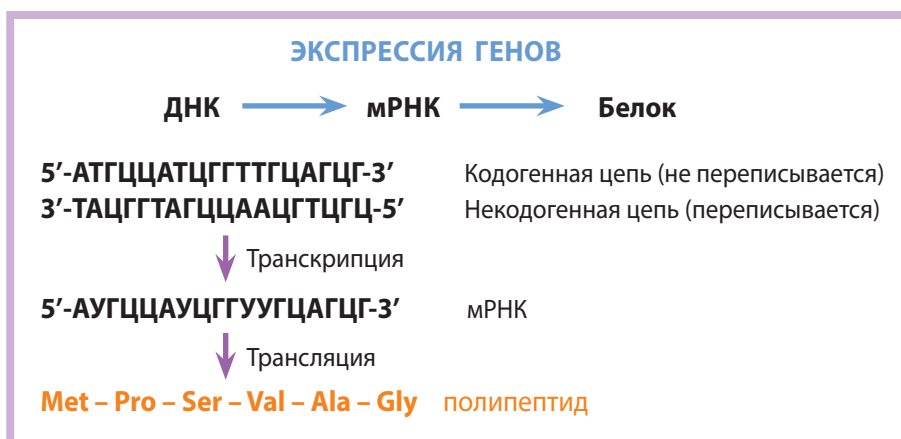 ЭКСПРЕССИЯ ГЕНОВ
ДНК мРНК Белок
5′-АТГЦЦАТЦГГТТГЦАГЦГ-3′ Кодогенная цепь (не переписывается)
3′-ТАЦГГТАГЦЦААЦГТЦГЦ-5′ Некодогенная цепь (переписывается)
Транскрипция
5′-АУГЦЦАУЦГГУУГЦАГЦГ-3′ мРНК
Трансляция
Met – Pro – Ser – Val – Ala – Gly полипептид